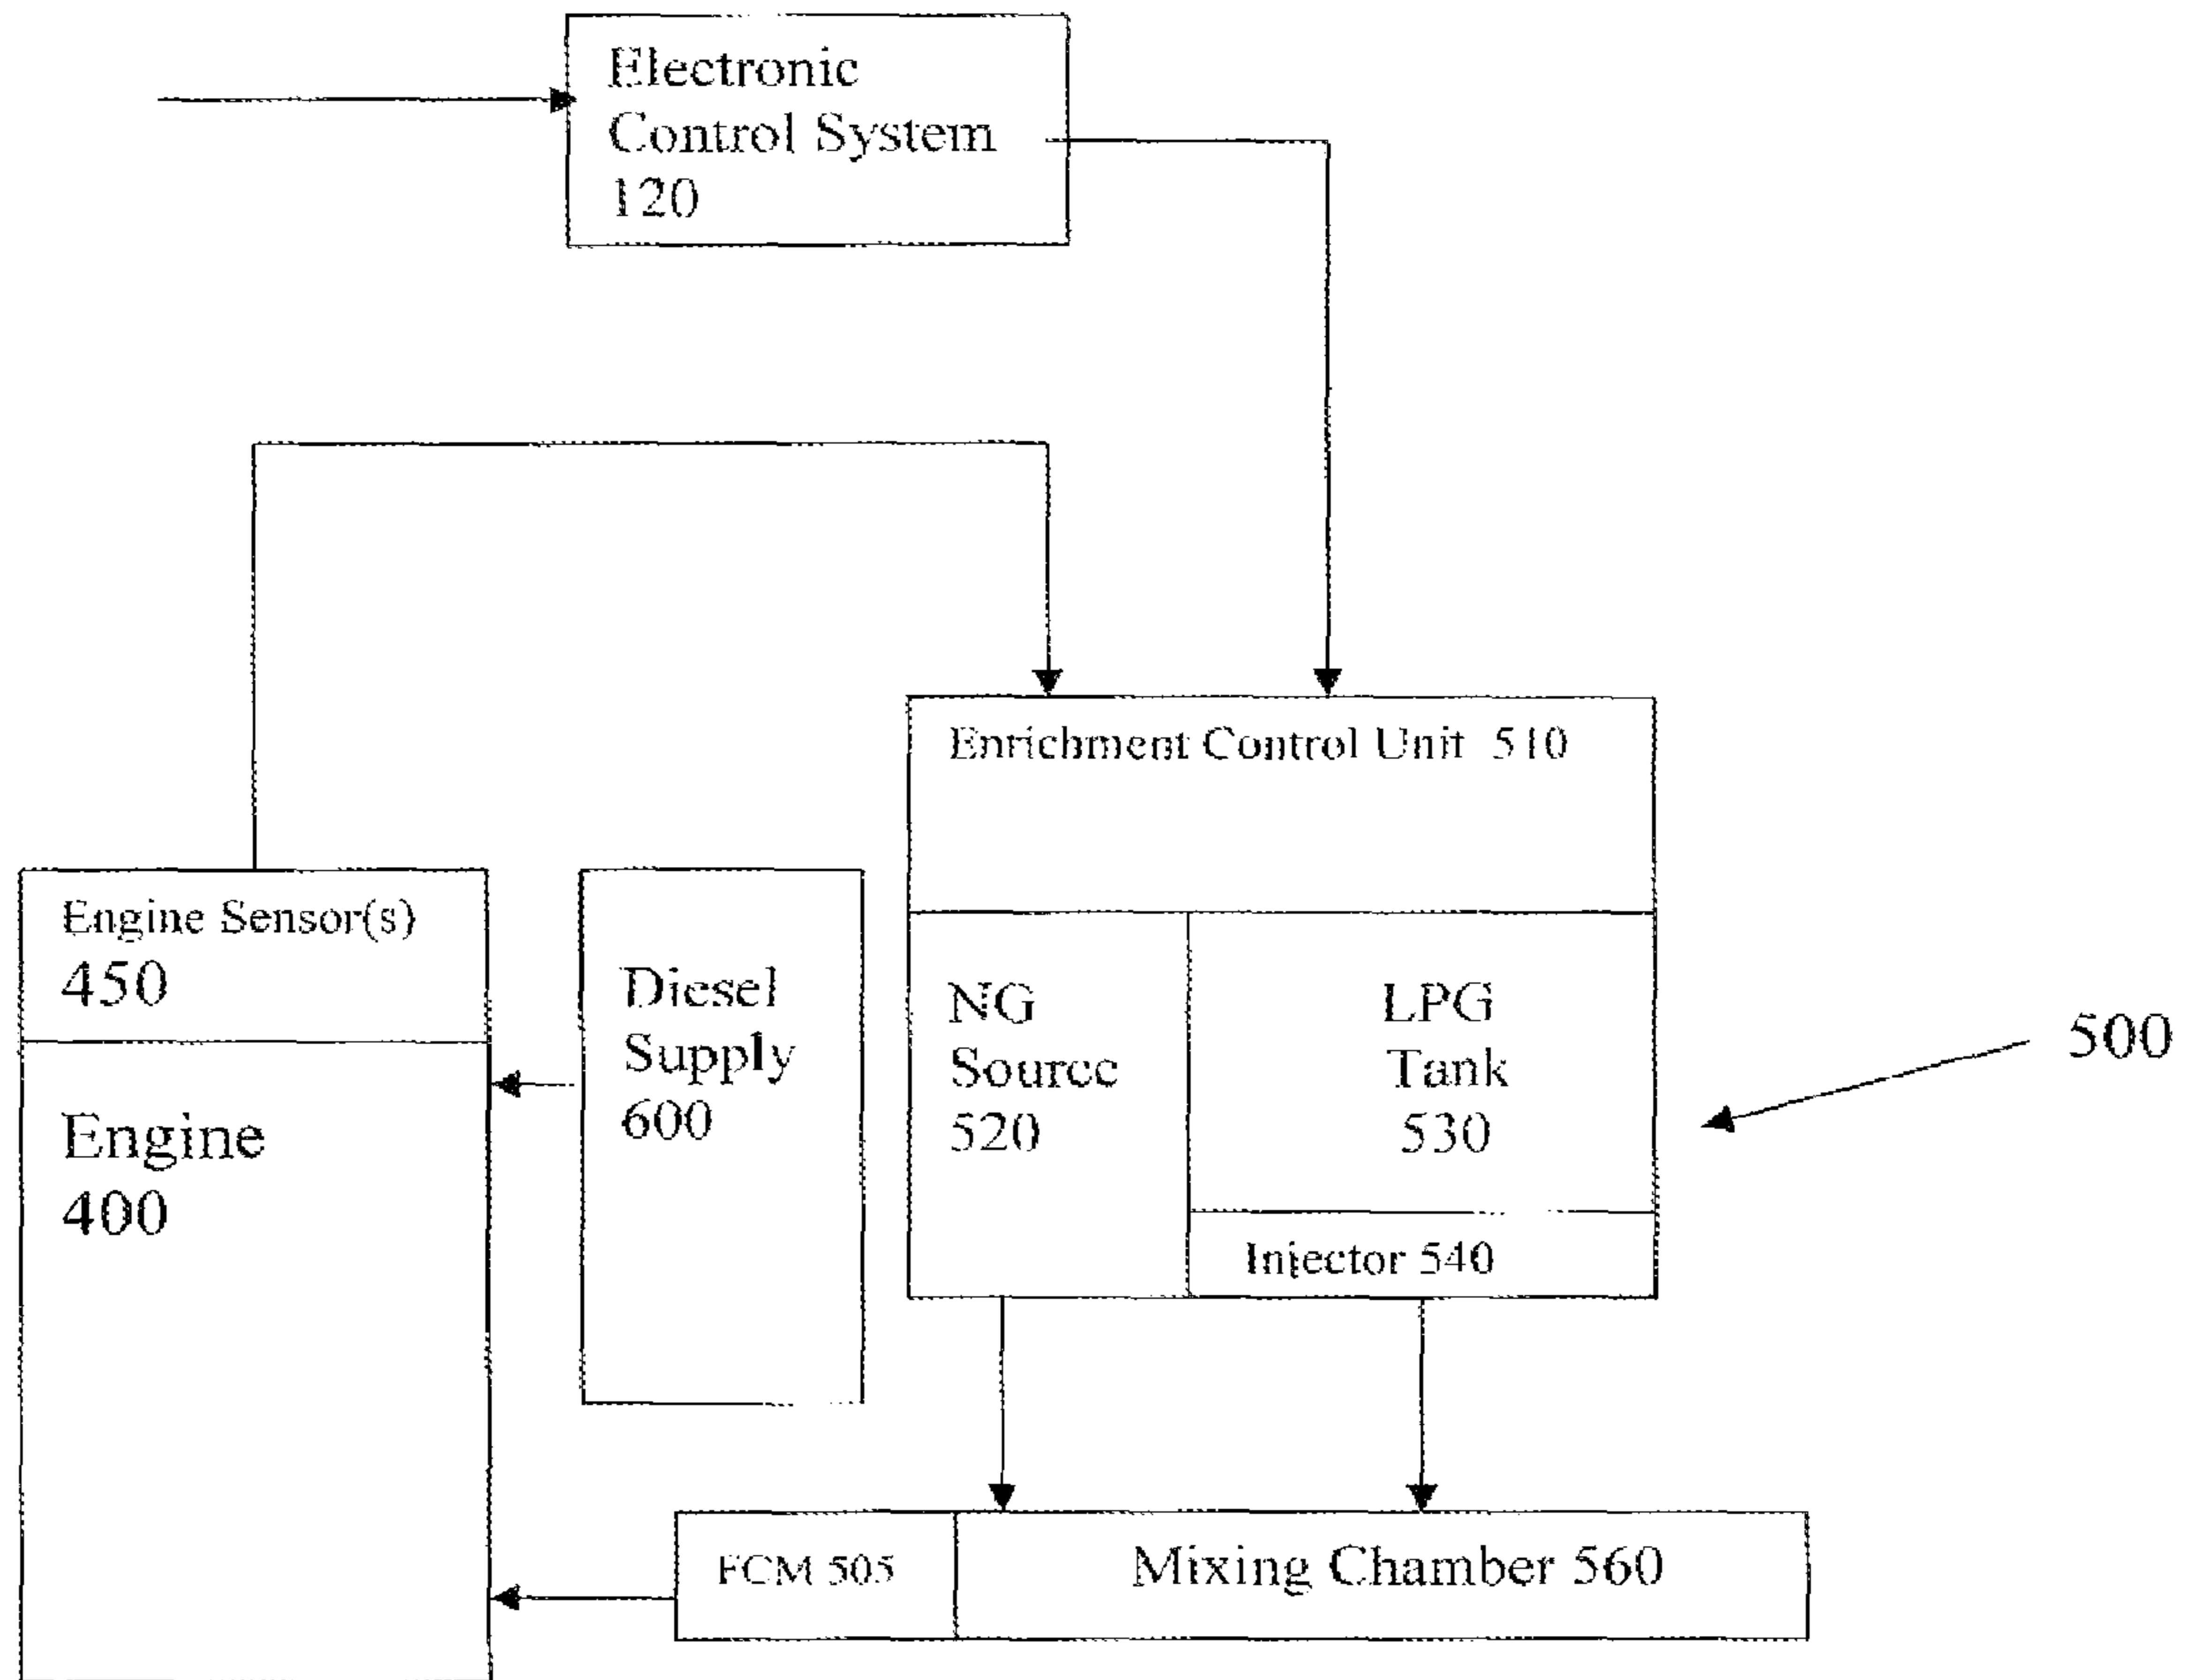 Electronic
Control System
120
Enrichment Control Unit 510
Engine Sensor(s)
450
Engine
400
Diesel
Supply
600
NG
Source
520
LPG
Tank
530
Injector 540
500
FCM 505
Mixing Chamber 560